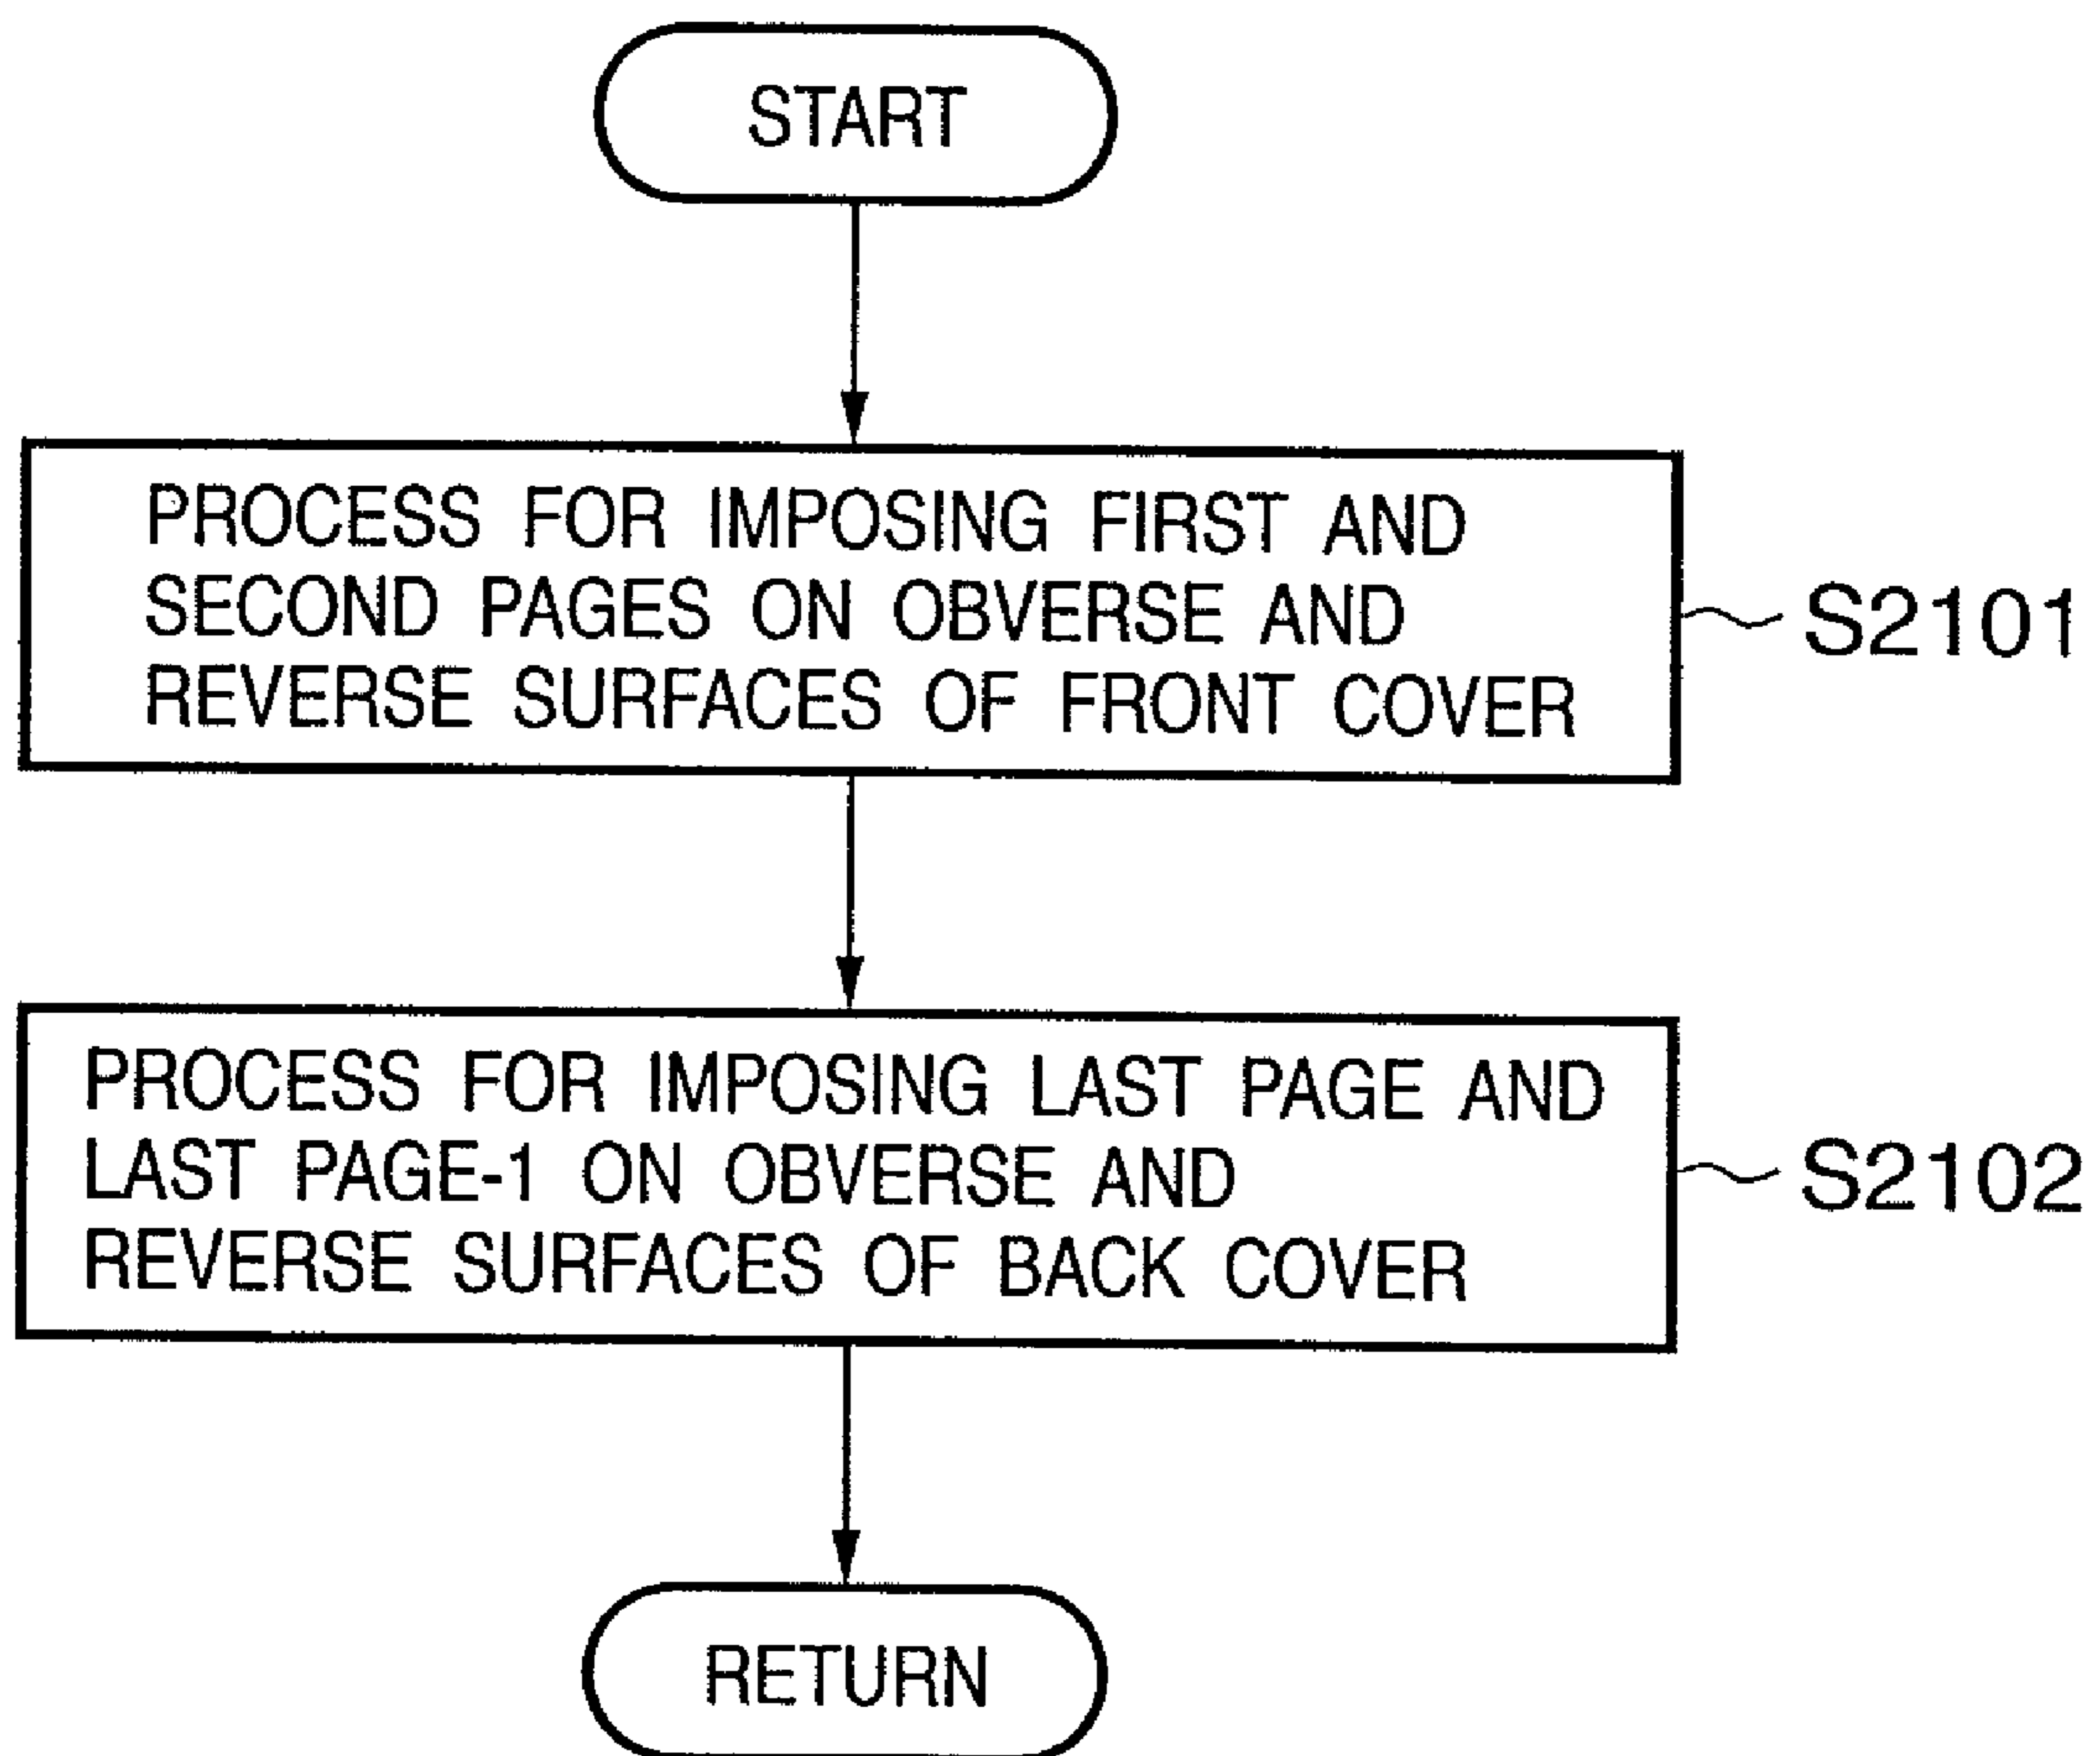 START
PROCESS FOR IMPOSING FIRST AND
SECOND PAGES ON OBVERSE AND
REVERSE SURFACES OF FRONT COVER
S2101
PROCESS FOR IMPOSING LAST PAGE AND
LAST PAGE-1 ON OBVERSE AND
REVERSE SURFACES OF BACK COVER
S2102
RETURN